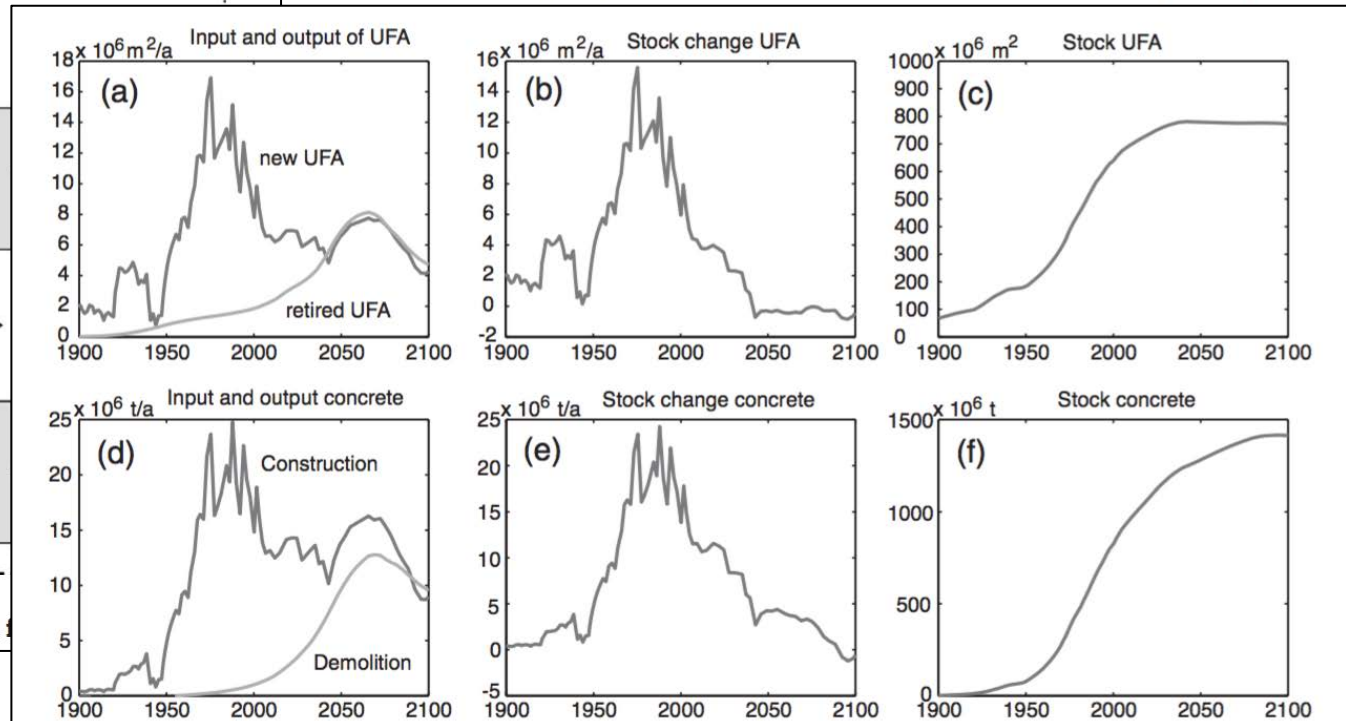 Input and output of UFA
18 x 10⁶ m²/a
(a)
16
14
12
new UFA
10
8
6
4
retired UFA
2
0
1900 1950 2000 2050 2100
Stock change UFA
16 x 10⁶ m²/a
(b)
14
12
10
8
6
4
2
0
-2
1900 1950 2000 2050 2100
Stock UFA
1000 x 10⁶ m²
(c)
900
800
700
600
500
400
300
200
100
0
1900 1950 2000 2050 2100
Input and output concrete
25 x 10⁶ t/a
(d)
Construction
20
15
10
5
Demolition
0
1900 1950 2000 2050 2100
Stock change concrete
25 x 10⁶ t/a
(e)
20
15
10
5
0
-5
1900 1950 2000 2050 2100
Stock concrete
1500 x 10⁶ t
(f)
1000
500
0
1900 1950 2000 2050 2100